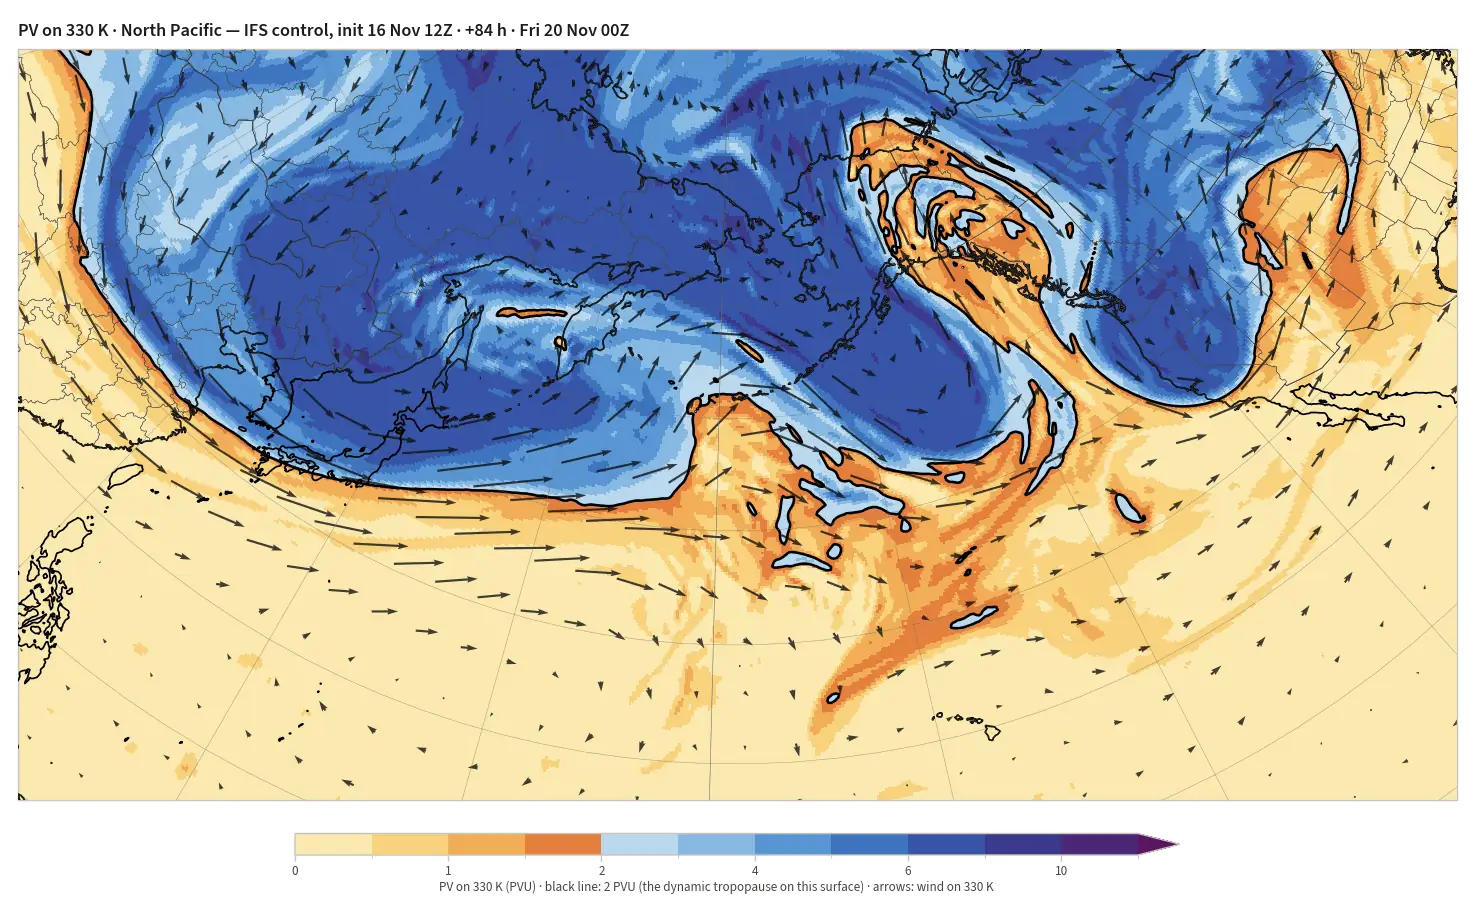 PV on 330 K · North Pacific — IFS control, init 16 Nov 12Z · +84 h · Fri 20 Nov 00Z
0 1 2 4 6 10
PV on 330 K (PVU) · black line: 2 PVU (the dynamic tropopause on this surface) · arrows: wind on 330 K